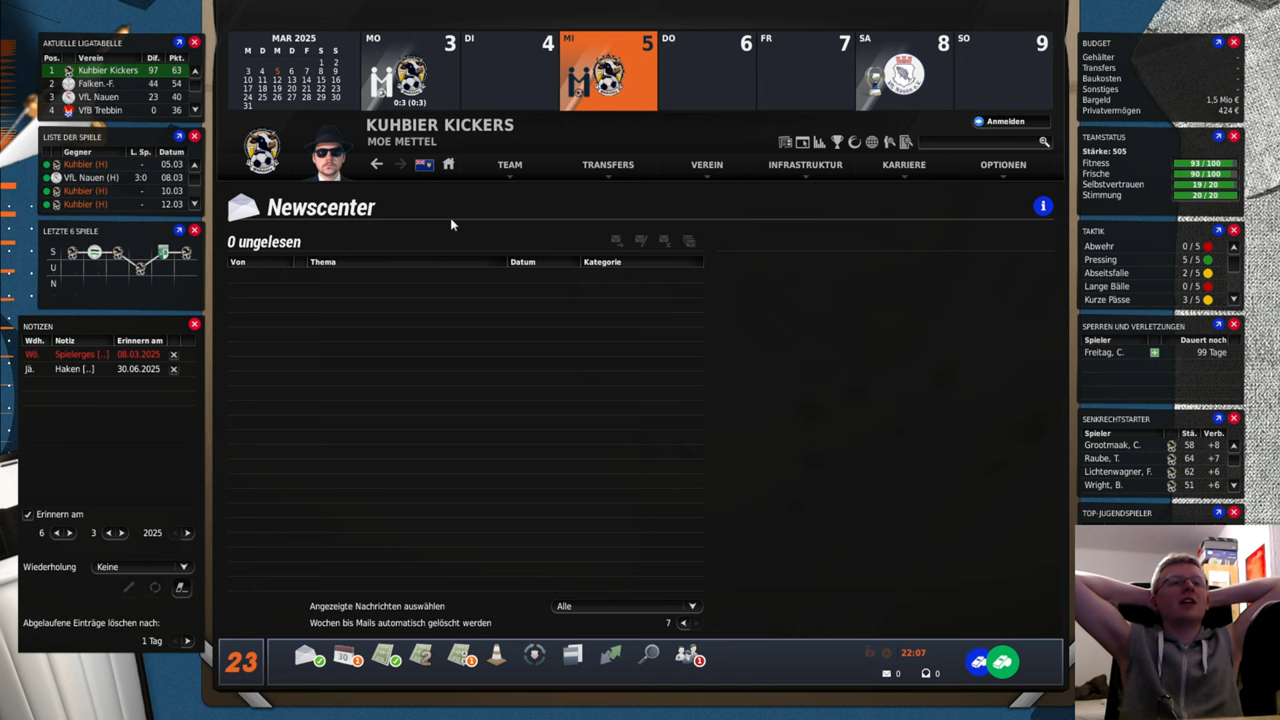 AKTUELLE LIGATABELLE
Pos. Verein Dif. Pkt.
1 Kuhbier Kickers 97 63
2 Falken.-F. 44 54
3 VfL Nauen 23 40
4 VfB Trebbin 0 36
LISTE DER SPIELE
Gegner L. Sp. Datum
Kuhbier (H) - 05.03
VfL Nauen (H) 3:0 08.03
Kuhbier (H) - 10.03
Kuhbier (H) - 12.03
LETZTE 6 SPIELE
S
U
N
NOTIZEN
Wdh. Notiz Erinnern am
Wö. Spielerges [..] 08.03.2025
Jä. Haken [..] 30.06.2025
Erinnern am
6 3 2025
Wiederholung Keine
Abgelaufene Einträge löschen nach:
1 Tag
MAR 2025
M D M D F S S
1 2
3 4 5 6 7 8 9
10 11 12 13 14 15 16
17 18 19 20 21 22 23
24 25 26 27 28 29 30
31
MO 3 DI 4 MI 5 DO 6 FR 7 SA 8 SO 9
0:3 (0:3)
KUHBIER KICKERS
MOE METTEL
Anmelden
TEAM TRANSFERS VEREIN INFRASTRUKTUR KARRIERE OPTIONEN
Newscenter
0 ungelesen
Von Thema Datum Kategorie
Angezeigte Nachrichten auswählen Alle
Wochen bis Mails automatisch gelöscht werden 7
23
30 1
2
1
1
22:07
0 0
BUDGET
Gehälter -
Transfers -
Baukosten -
Sonstiges -
Bargeld 1,5 Mio €
Privatvermögen 424 €
TEAMSTATUS
Stärke: 505
Fitness 93 / 100
Frische 90 / 100
Selbstvertrauen 19 / 20
Stimmung 20 / 20
TAKTIK
Abwehr 0 / 5
Pressing 5 / 5
Abseitsfalle 2 / 5
Lange Bälle 0 / 5
Kurze Pässe 3 / 5
SPERREN UND VERLETZUNGEN
Spieler Dauert noch
Freitag, C. 99 Tage
SENKRECHTSTARTER
Spieler Stä. Verb.
Grootmaak, C. 58 +8
Raube, T. 64 +7
Lichtenwagner, F. 62 +6
Wright, B. 51 +6
TOP-JUGENDSPIELER